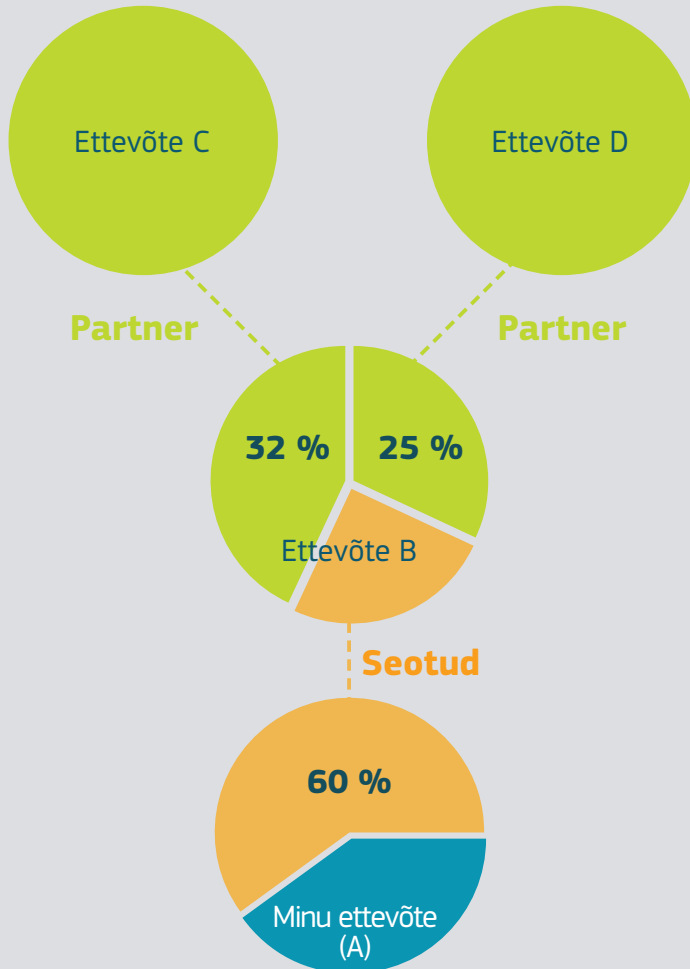 Ettevõte C
Ettevõte D
Partner
Partner
32 %
25 %
Ettevõte B
Seotud
60 %
Minu ettevõte
(A)